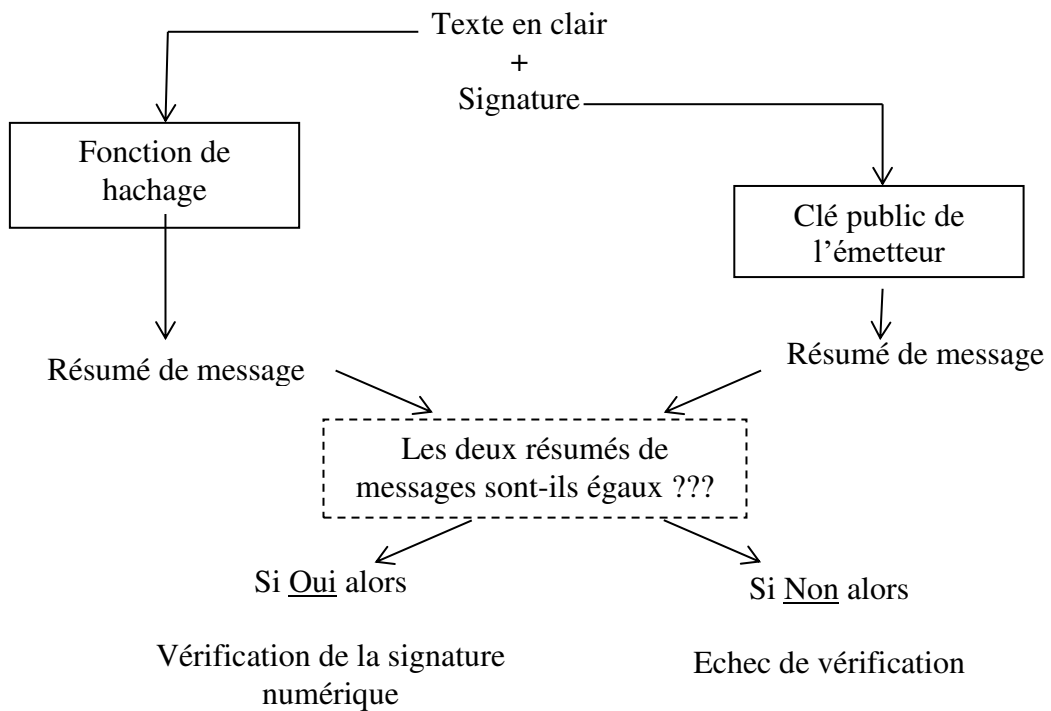 Texte en clair
+
Signature
Fonction de
hachage
Clé public de
l’émetteur
Résumé de message
Résumé de message
Les deux résumés de
messages sont-ils égaux ???
Si Oui alors
Si Non alors
Vérification de la signature
numérique
Echec de vérification